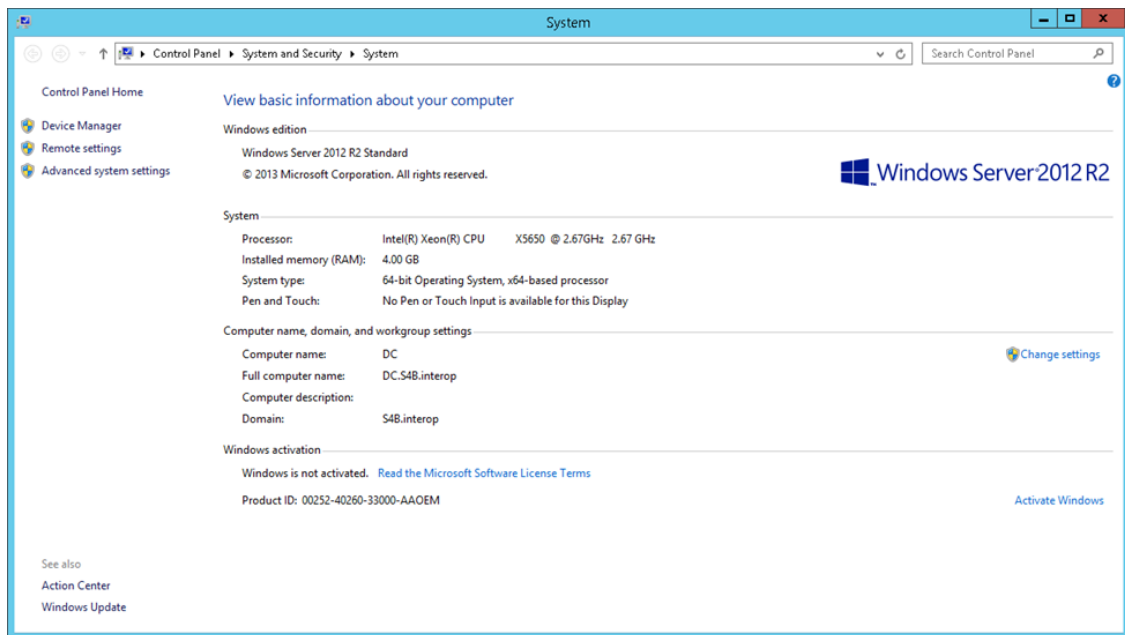 System
Control Panel System and Security System
Search Control Panel
Control Panel Home
Device Manager
Remote settings
Advanced system settings
View basic information about your computer
Windows edition
Windows Server 2012 R2 Standard
© 2013 Microsoft Corporation. All rights reserved.
Windows Server 2012 R2
System
Processor: Intel(R) Xeon(R) CPU X5650 @ 2.67GHz 2.67 GHz
Installed memory (RAM): 4.00 GB
System type: 64-bit Operating System, x64-based processor
Pen and Touch: No Pen or Touch Input is available for this Display
Computer name, domain, and workgroup settings
Computer name: DC
Change settings
Full computer name: DC.S4B.interop
Computer description:
Domain: S4B.interop
Windows activation
Windows is not activated. Read the Microsoft Software License Terms
Product ID: 00252-40260-33000-AAOEM
Activate Windows
See also
Action Center
Windows Update